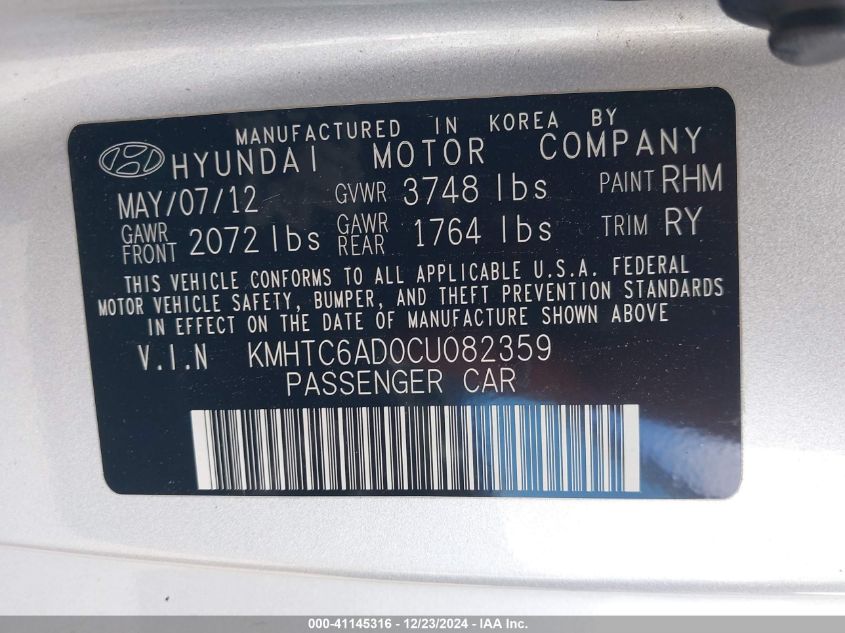 MANUFACTURED IN KOREA BY
HYUNDAI MOTOR COMPANY
MAY/07/12 GVWR 3748 lbs PAINT RHM
GAWR FRONT 2072 lbs GAWR REAR 1764 lbs TRIM RY
THIS VEHICLE CONFORMS TO ALL APPLICABLE U.S.A. FEDERAL
MOTOR VEHICLE SAFETY, BUMPER, AND THEFT PREVENTION STANDARDS
IN EFFECT ON THE DATE OF MANUFACTURE SHOWN ABOVE
V.I.N KMHTC6AD0CU082359
PASSENGER CAR
000-41145316 - 12/23/2024 - IAA Inc.